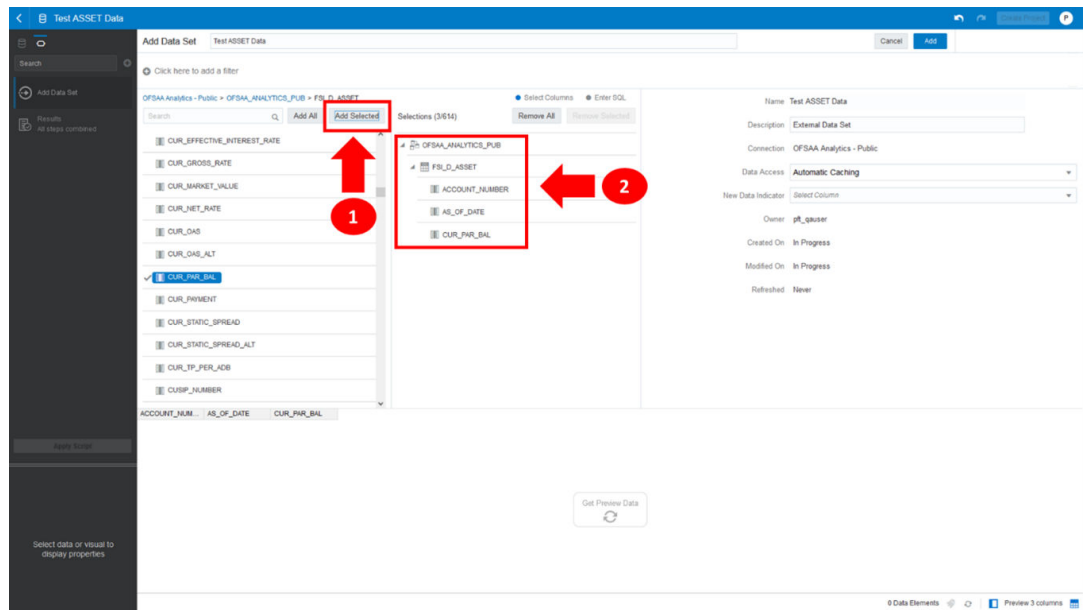 Test ASSET Data
Create Project
P
Search
Add Data Set
Results
All steps combined
Apply Script
Select data or visual to
display properties
Add Data Set Test ASSET Data Cancel Add
Click here to add a filter
OFSAA Analytics - Public > OFSAA_ANALYTICS_PUB > FSI_D_ASSET
Search Add All Add Selected
CUR_EFFECTIVE_INTEREST_RATE
CUR_GROSS_RATE
CUR_MARKET_VALUE
CUR_NET_RATE
CUR_OAS
CUR_OAS_ALT
CUR_PAR_BAL
CUR_PAYMENT
CUR_STATIC_SPREAD
CUR_STATIC_SPREAD_ALT
CUR_TP_PER_ADB
CUSIP_NUMBER
1
Select Columns Enter SQL
Selections (3/614) Remove All Remove Selected
OFSAA_ANALYTICS_PUB
FSI_D_ASSET
ACCOUNT_NUMBER
AS_OF_DATE
CUR_PAR_BAL
2
Name Test ASSET Data
Description External Data Set
Connection OFSAA Analytics - Public
Data Access Automatic Caching
New Data Indicator Select Column
Owner pft_qauser
Created On In Progress
Modified On In Progress
Refreshed Never
ACCOUNT_NUM... AS_OF_DATE CUR_PAR_BAL
Get Preview Data
0 Data Elements Preview 3 columns